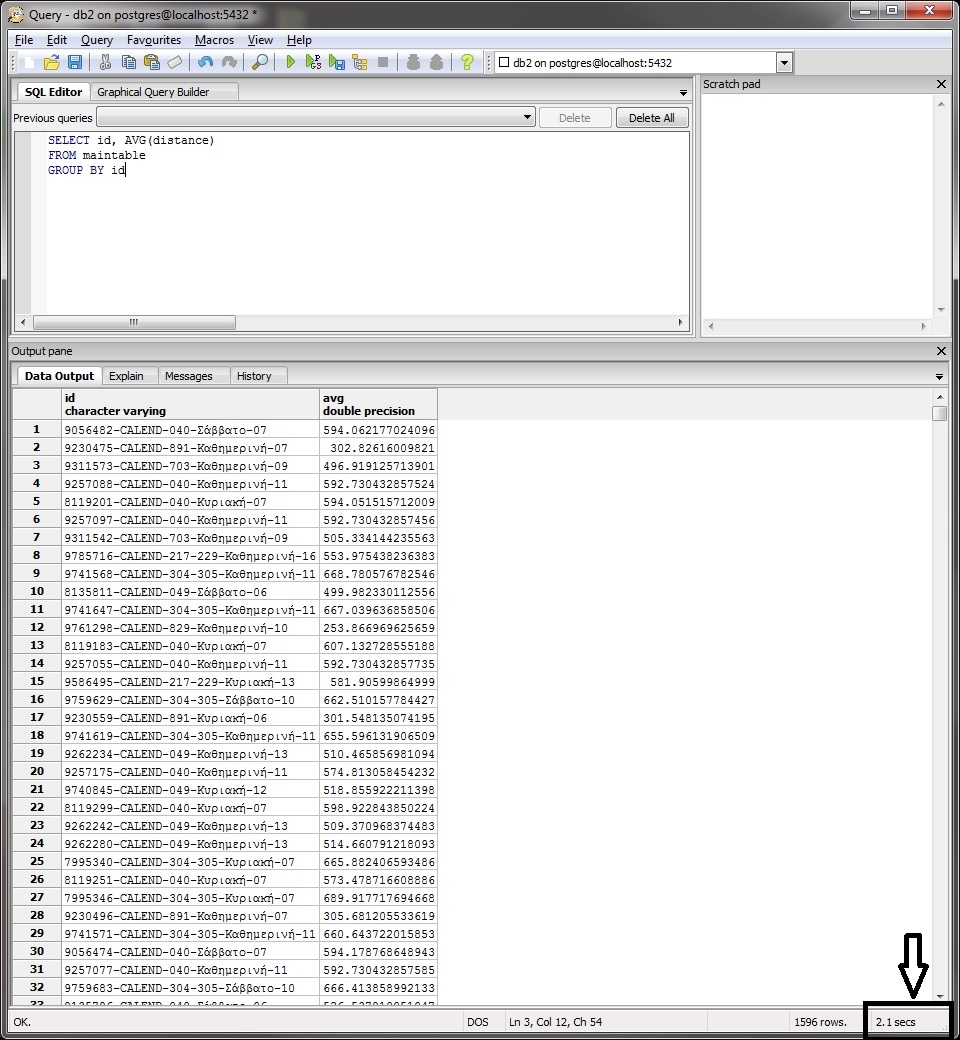 Query - db2 on postgres@localhost:5432 *
File Edit Query Favourites Macros View Help
db2 on postgres@localhost:5432
SQL Editor Graphical Query Builder
Scratch pad
Previous queries Delete Delete All
SELECT id, AVG(distance)
FROM maintable
GROUP BY id
Output pane
Data Output Explain Messages History
id avg
character varying double precision
1 9056482-CALEND-040-Σάββατο-07 594.062177024096
2 9230475-CALEND-891-Καθημερινή-07 302.82616009821
3 9311573-CALEND-703-Καθημερινή-09 496.919125713901
4 9257088-CALEND-040-Καθημερινή-11 592.730432857524
5 8119201-CALEND-040-Κυριακή-07 594.051515712009
6 9257097-CALEND-040-Καθημερινή-11 592.730432857456
7 9311542-CALEND-703-Καθημερινή-09 505.334144235563
8 9785716-CALEND-217-229-Καθημερινή-16 553.975438236383
9 9741568-CALEND-304-305-Καθημερινή-11 668.780576782546
10 8135811-CALEND-049-Σάββατο-06 499.982330112556
11 9741647-CALEND-304-305-Καθημερινή-11 667.039636858506
12 9761298-CALEND-829-Καθημερινή-10 253.866969625659
13 8119183-CALEND-040-Κυριακή-07 607.132728555188
14 9257055-CALEND-040-Καθημερινή-11 592.730432857735
15 9586495-CALEND-217-229-Κυριακή-13 581.90599864999
16 9759629-CALEND-304-305-Σάββατο-10 662.510157784427
17 9230559-CALEND-891-Κυριακή-06 301.548135074195
18 9741619-CALEND-304-305-Καθημερινή-11 655.596131906509
19 9262234-CALEND-049-Καθημερινή-13 510.465856981094
20 9257175-CALEND-040-Καθημερινή-11 574.813058454232
21 9740845-CALEND-049-Κυριακή-12 518.855922211398
22 8119299-CALEND-040-Κυριακή-07 598.922843850224
23 9262242-CALEND-049-Καθημερινή-13 509.370968374483
24 9262280-CALEND-049-Καθημερινή-13 514.660791218093
25 7995340-CALEND-304-305-Κυριακή-07 665.882406593486
26 8119251-CALEND-040-Κυριακή-07 573.478716608886
27 7995346-CALEND-304-305-Κυριακή-07 689.917717694668
28 9230496-CALEND-891-Καθημερινή-07 305.681205533619
29 9741571-CALEND-304-305-Καθημερινή-11 660.643722015853
30 9056474-CALEND-040-Σάββατο-07 594.178768648943
31 9257077-CALEND-040-Καθημερινή-11 592.730432857585
32 9759683-CALEND-304-305-Σάββατο-10 666.413858992133
OK. DOS Ln 3, Col 12, Ch 54 1596 rows. 2.1 secs